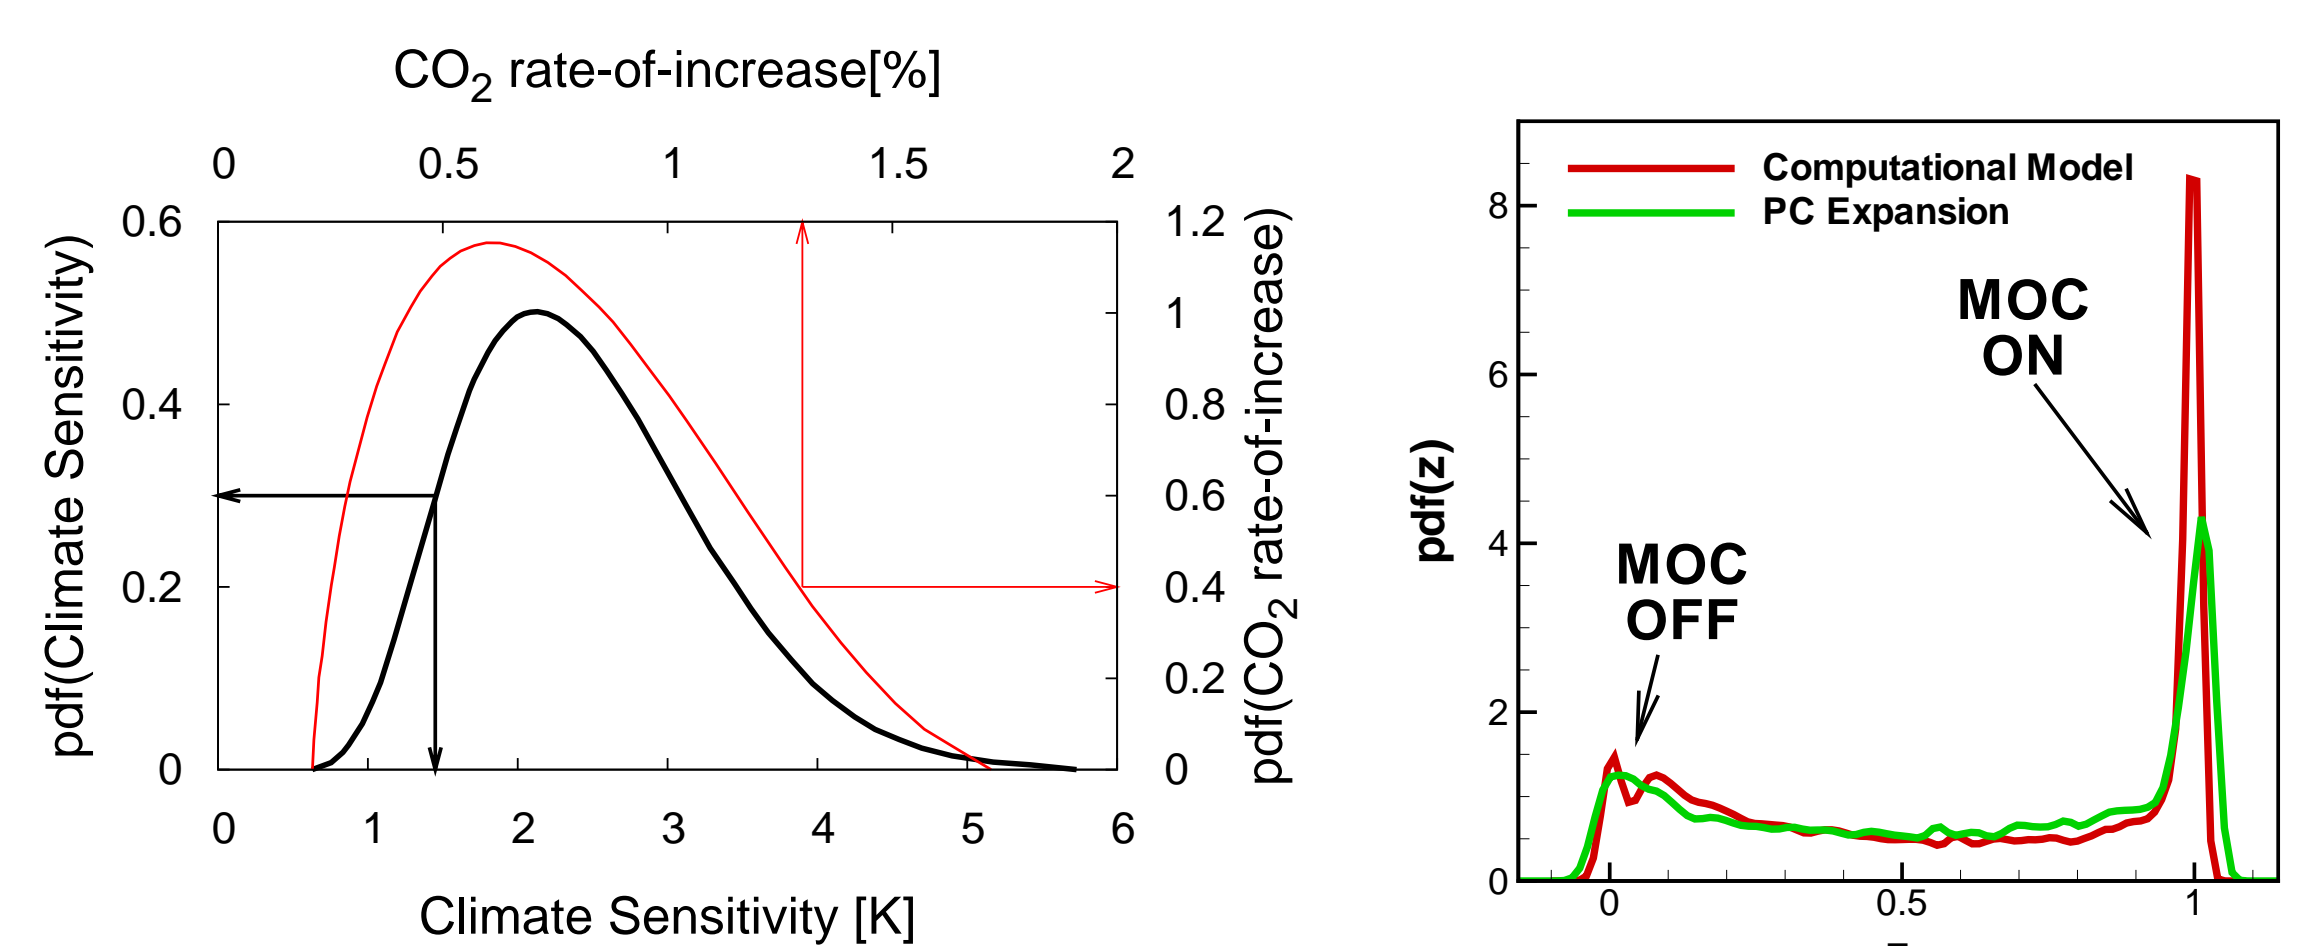 CO2 rate-of-increase[%]
0 0.5 1 1.5 2
0.6 0.4 0.2 0
pdf(Climate Sensitivity)
1.2 1 0.8 0.6 0.4 0.2 0
pdf(CO2 rate-of-increase)
0 1 2 3 4 5 6
Climate Sensitivity [K]
Computational Model
PC Expansion
MOC
ON
MOC
OFF
pdf(z)
8 6 4 2 0
0 0.5 1